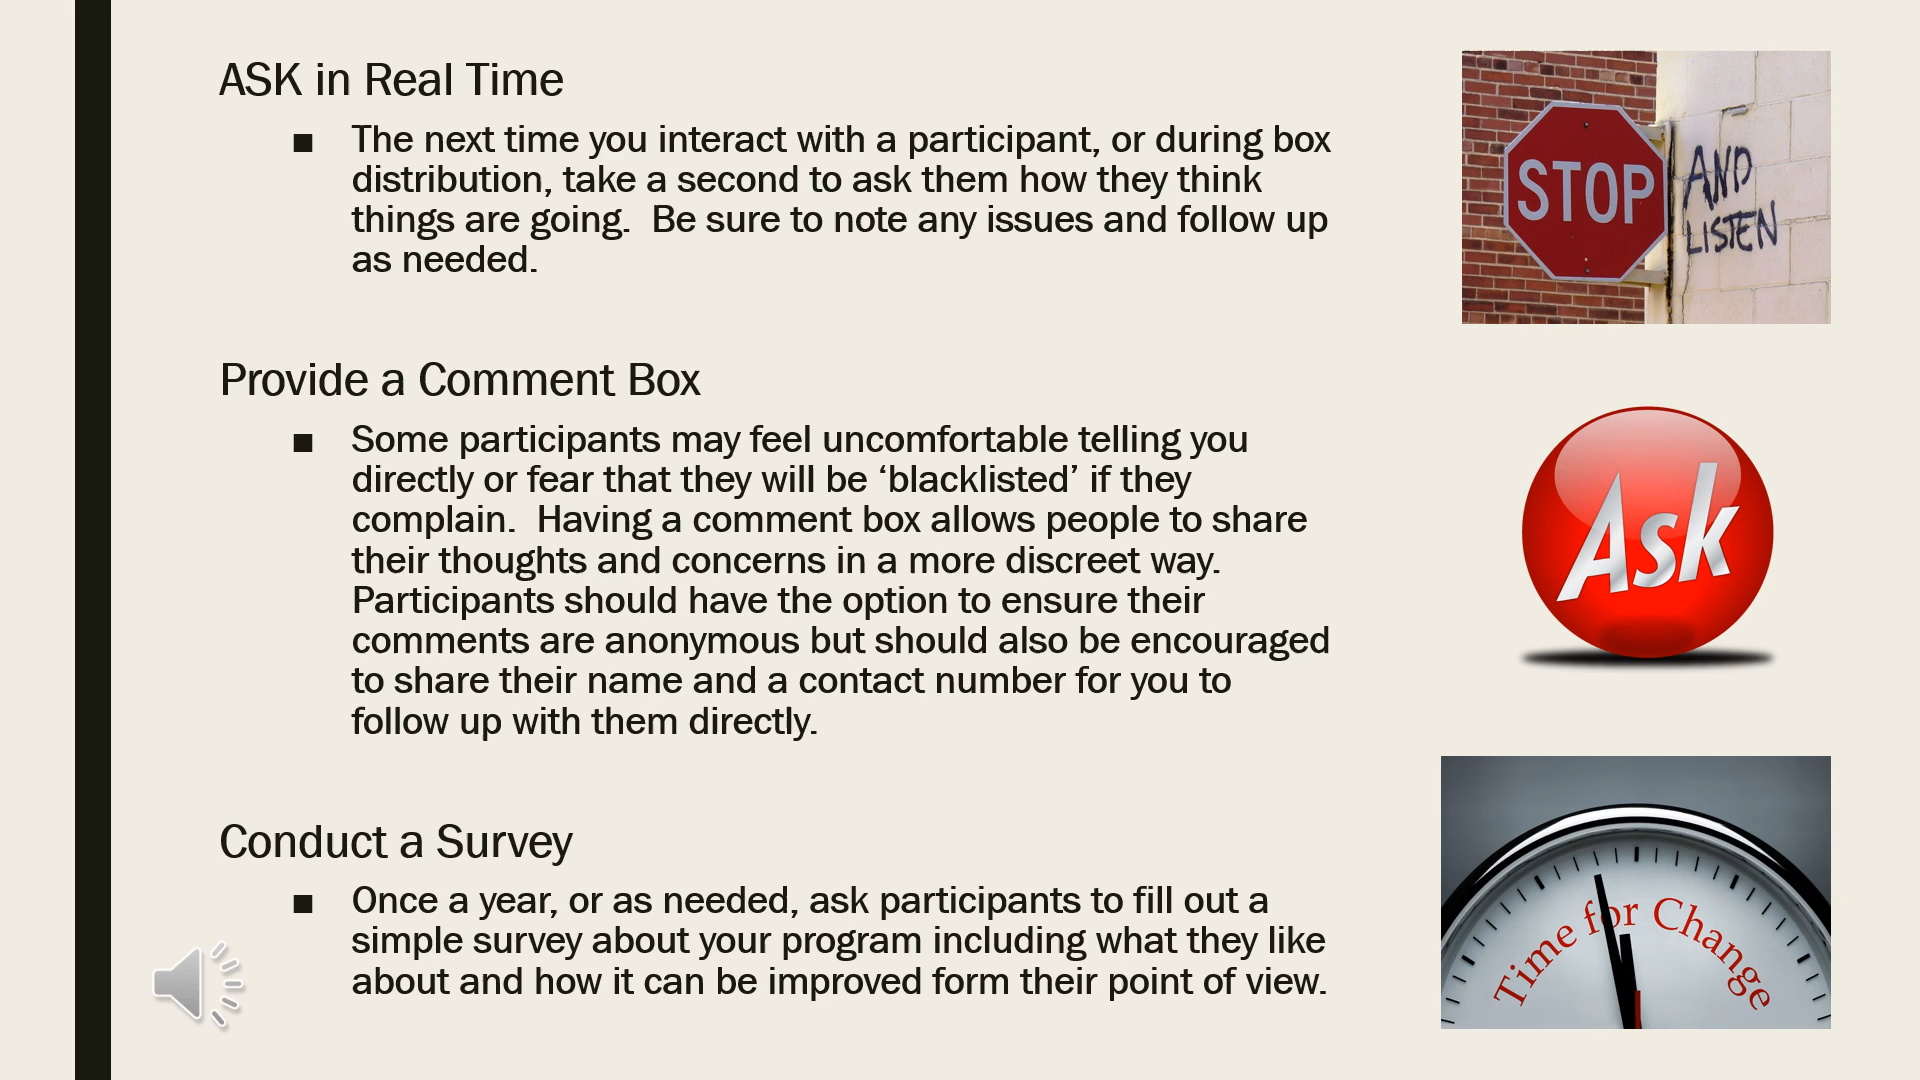 ASK in Real Time
■ The next time you interact with a participant, or during box
distribution, take a second to ask them how they think
things are going.  Be sure to note any issues and follow up
as needed.
STOP
AND
LISTEN
Provide a Comment Box
■ Some participants may feel uncomfortable telling you
directly or fear that they will be ‘blacklisted’ if they
complain.  Having a comment box allows people to share
their thoughts and concerns in a more discreet way.
Participants should have the option to ensure their
comments are anonymous but should also be encouraged
to share their name and a contact number for you to
follow up with them directly.
Ask
Conduct a Survey
■ Once a year, or as needed, ask participants to fill out a
simple survey about your program including what they like
about and how it can be improved form their point of view.
Time for Change